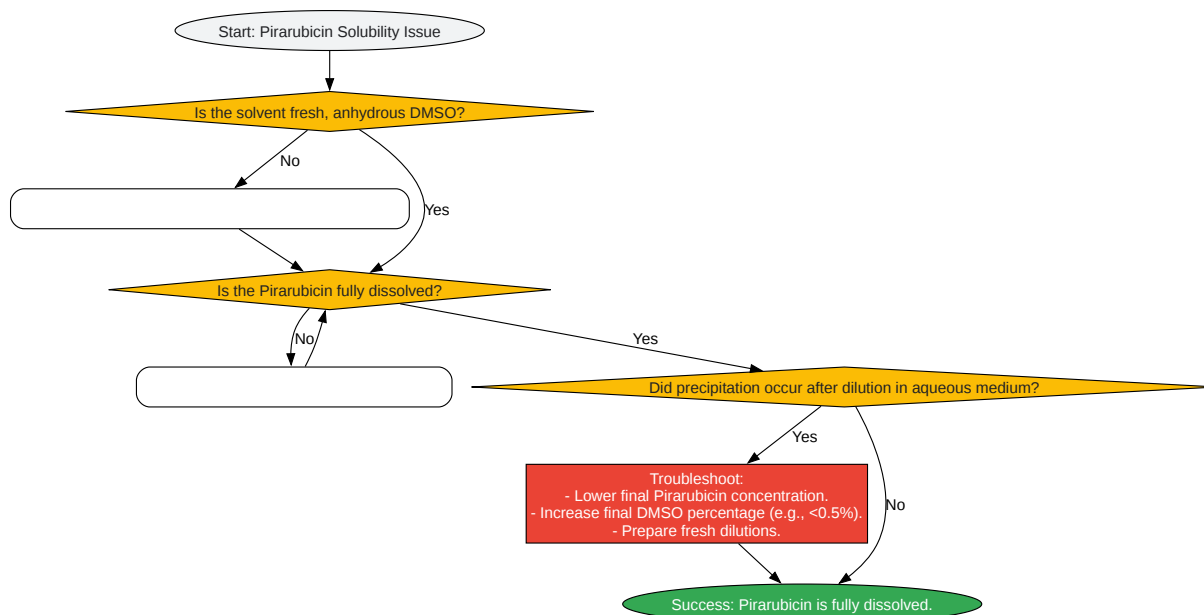 Start: Pirarubicin Solubility Issue
Is the solvent fresh, anhydrous DMSO?
No
Yes
Is the Pirarubicin fully dissolved?
No
Yes
Did precipitation occur after dilution in aqueous medium?
Yes
Troubleshoot:
- Lower final Pirarubicin concentration.
- Increase final DMSO percentage (e.g., <0.5%).
- Prepare fresh dilutions.
No
Success: Pirarubicin is fully dissolved.